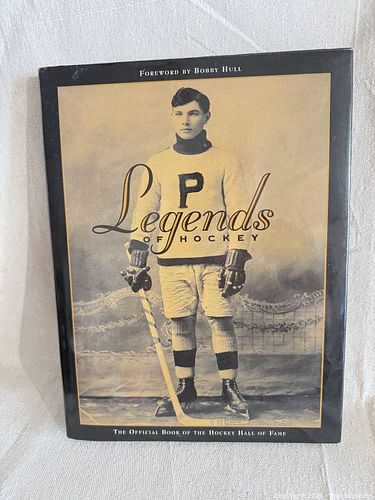 FOREWORD BY BOBBY HULL
P
Legends
OF HOCKEY
THE OFFICIAL BOOK OF THE HOCKEY HALL OF FAME